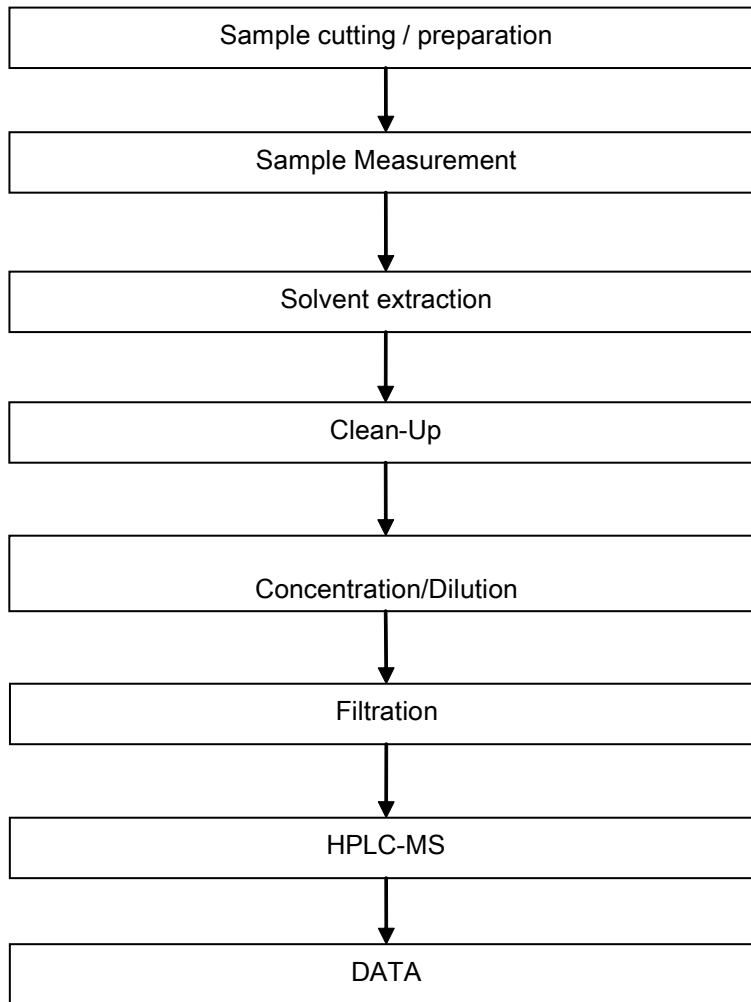 Sample cutting / preparation
Sample Measurement
Solvent extraction
Clean-Up
Concentration/Dilution
Filtration
HPLC-MS
DATA